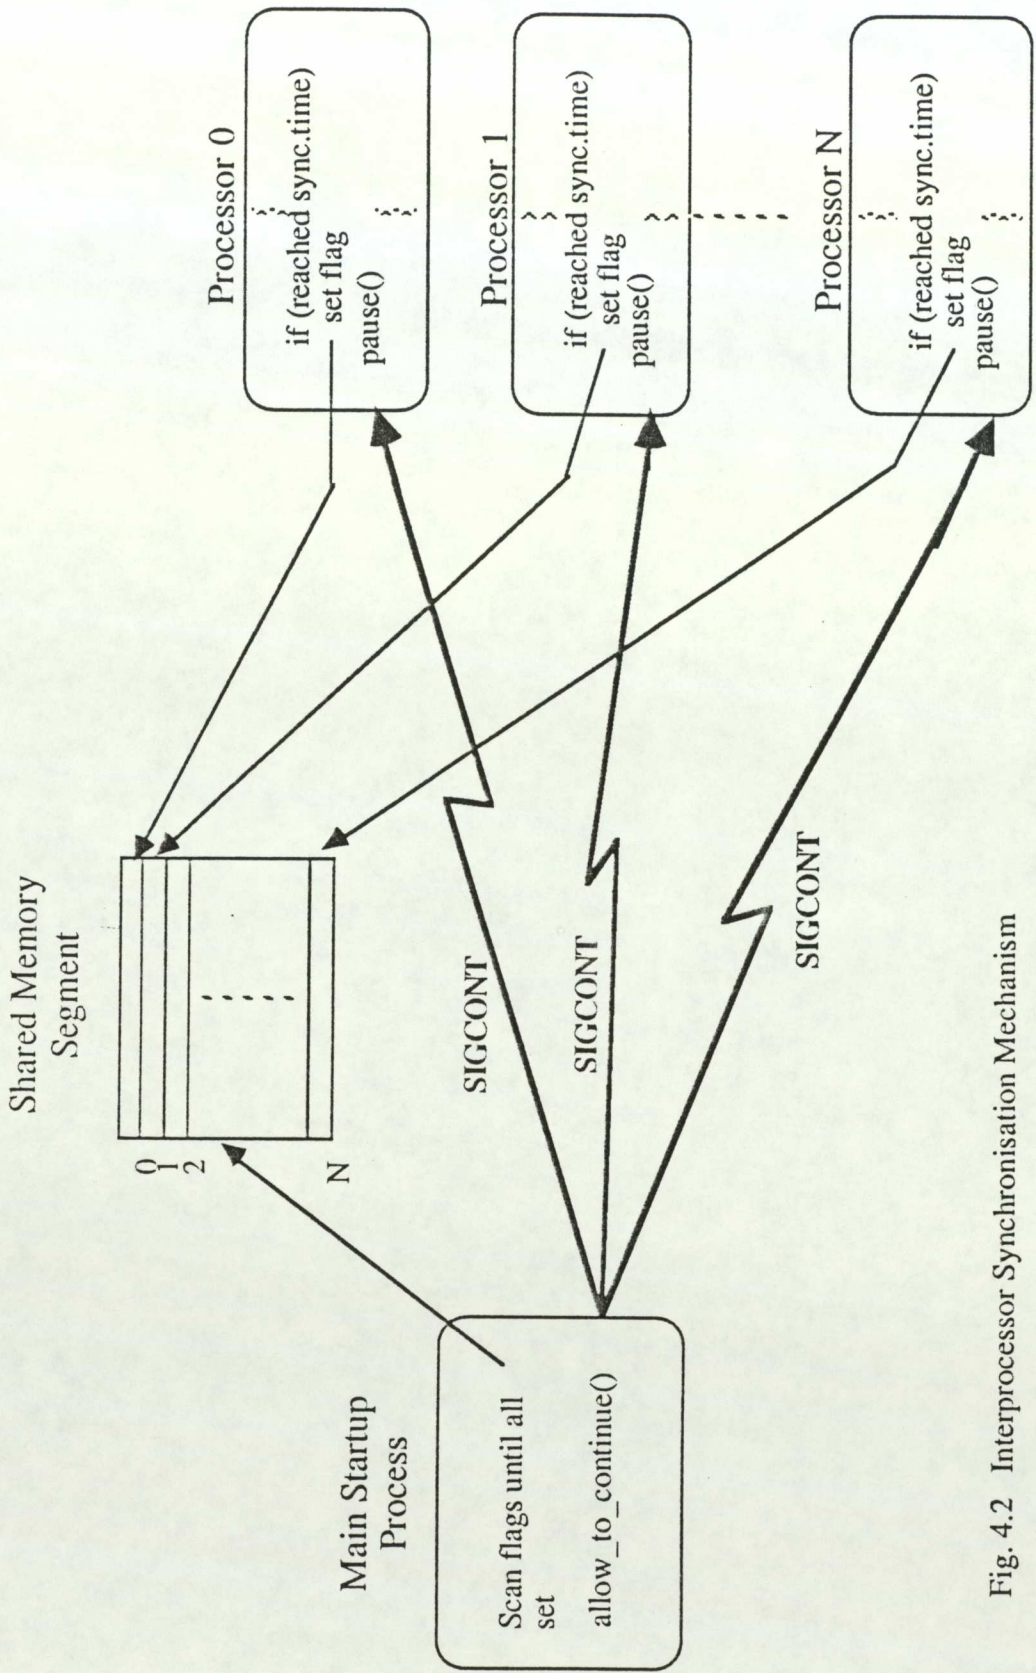 Shared Memory
Segment
0
1
2
N
Main Startup
Process
Scan flags until all
set
allow_to_continue()
SIGCONT
SIGCONT
SIGCONT
Processor 0
if (reached sync.time)
set flag
pause()
Processor 1
if (reached sync.time)
set flag
pause()
Processor N
if (reached sync.time)
set flag
pause()
Fig. 4.2 Interprocessor Synchronisation Mechanism